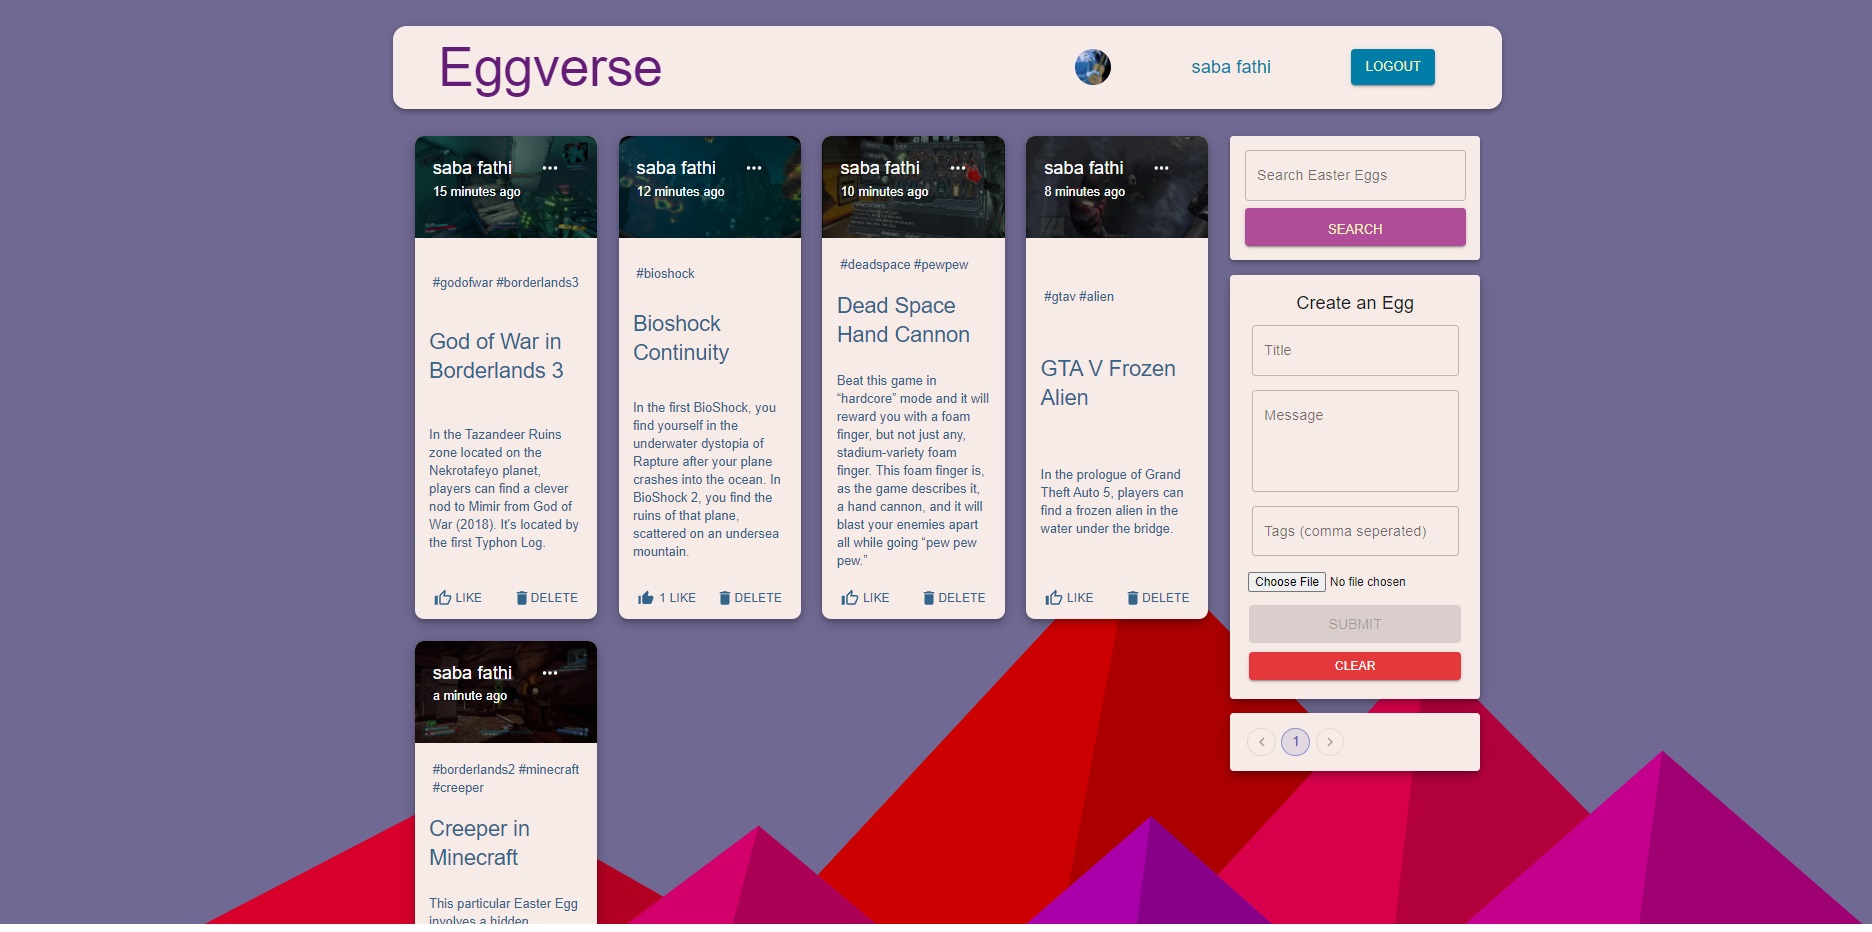 Eggverse
saba fathi
LOGOUT
saba fathi
15 minutes ago
#godofwar #borderlands3
God of War in
Borderlands 3
In the Tazandeer Ruins
zone located on the
Nekrotafeyo planet,
players can find a clever
nod to Mimir from God of
War (2018). It's located by
the first Typhon Log.
LIKE
DELETE
saba fathi
12 minutes ago
#bioshock
Bioshock
Continuity
In the first BioShock, you
find yourself in the
underwater dystopia of
Rapture after your plane
crashes into the ocean. In
BioShock 2, you find the
ruins of that plane,
scattered on an undersea
mountain.
1 LIKE
DELETE
saba fathi
10 minutes ago
#deadspace #pewpew
Dead Space
Hand Cannon
Beat this game in
“hardcore” mode and it will
reward you with a foam
finger, but not just any,
stadium-variety foam
finger. This foam finger is,
as the game describes it,
a hand cannon, and it will
blast your enemies apart
all while going “pew pew
pew.”
LIKE
DELETE
saba fathi
8 minutes ago
#gtav #alien
GTA V Frozen
Alien
In the prologue of Grand
Theft Auto 5, players can
find a frozen alien in the
water under the bridge.
LIKE
DELETE
saba fathi
a minute ago
#borderlands2 #minecraft
#creeper
Creeper in
Minecraft
This particular Easter Egg
involves a hidden
Search Easter Eggs
SEARCH
Create an Egg
Title
Message
Tags (comma seperated)
Choose File No file chosen
SUBMIT
CLEAR
1